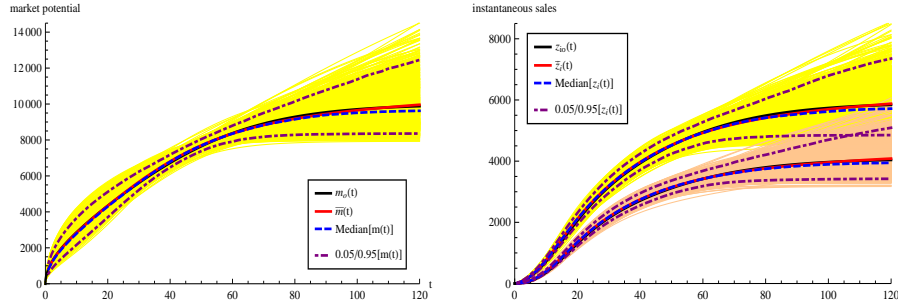 market potential
14 000
12 000
10 000
8000
6000
4000
2000
0
0 20 40 60 80 100 120
t
m_o(t)
m̅(t)
Median[m(t)]
0.05/0.95[m(t)]
instantaneous sales
8000
6000
4000
2000
0
0 20 40 60 80 100 120
z_io(t)
z̅_i(t)
Median[z_i(t)]
0.05/0.95[z_i(t)]